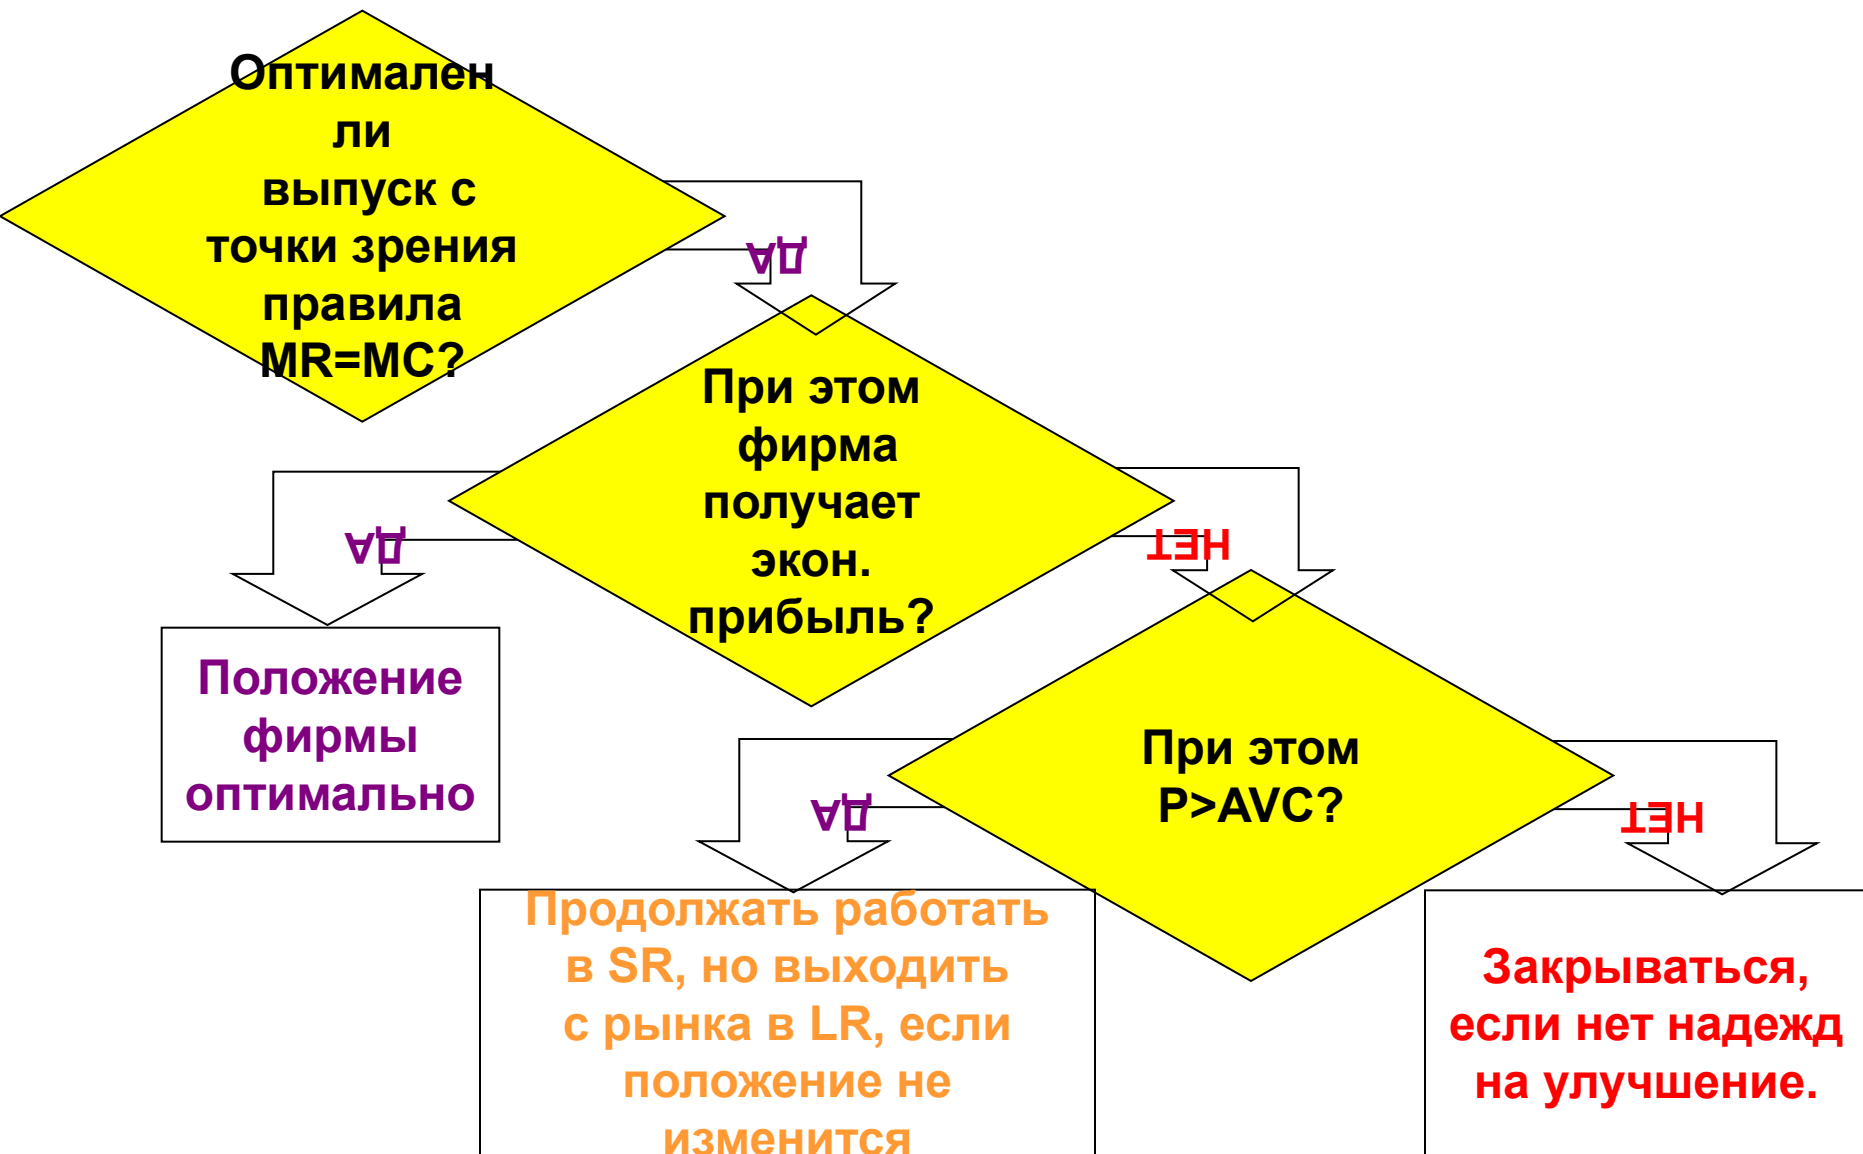 Оптимален
ли
выпуск с
точки зрения
правила
MR=MC?
ДА
При этом
фирма
получает
экон.
прибыль?
ДА
НЕТ
Положение
фирмы
оптимально
При этом
P>AVC?
ДА
НЕТ
Продолжать работать
в SR, но выходить
с рынка в LR, если
положение не
изменится
Закрываться,
если нет надежд
на улучшение.